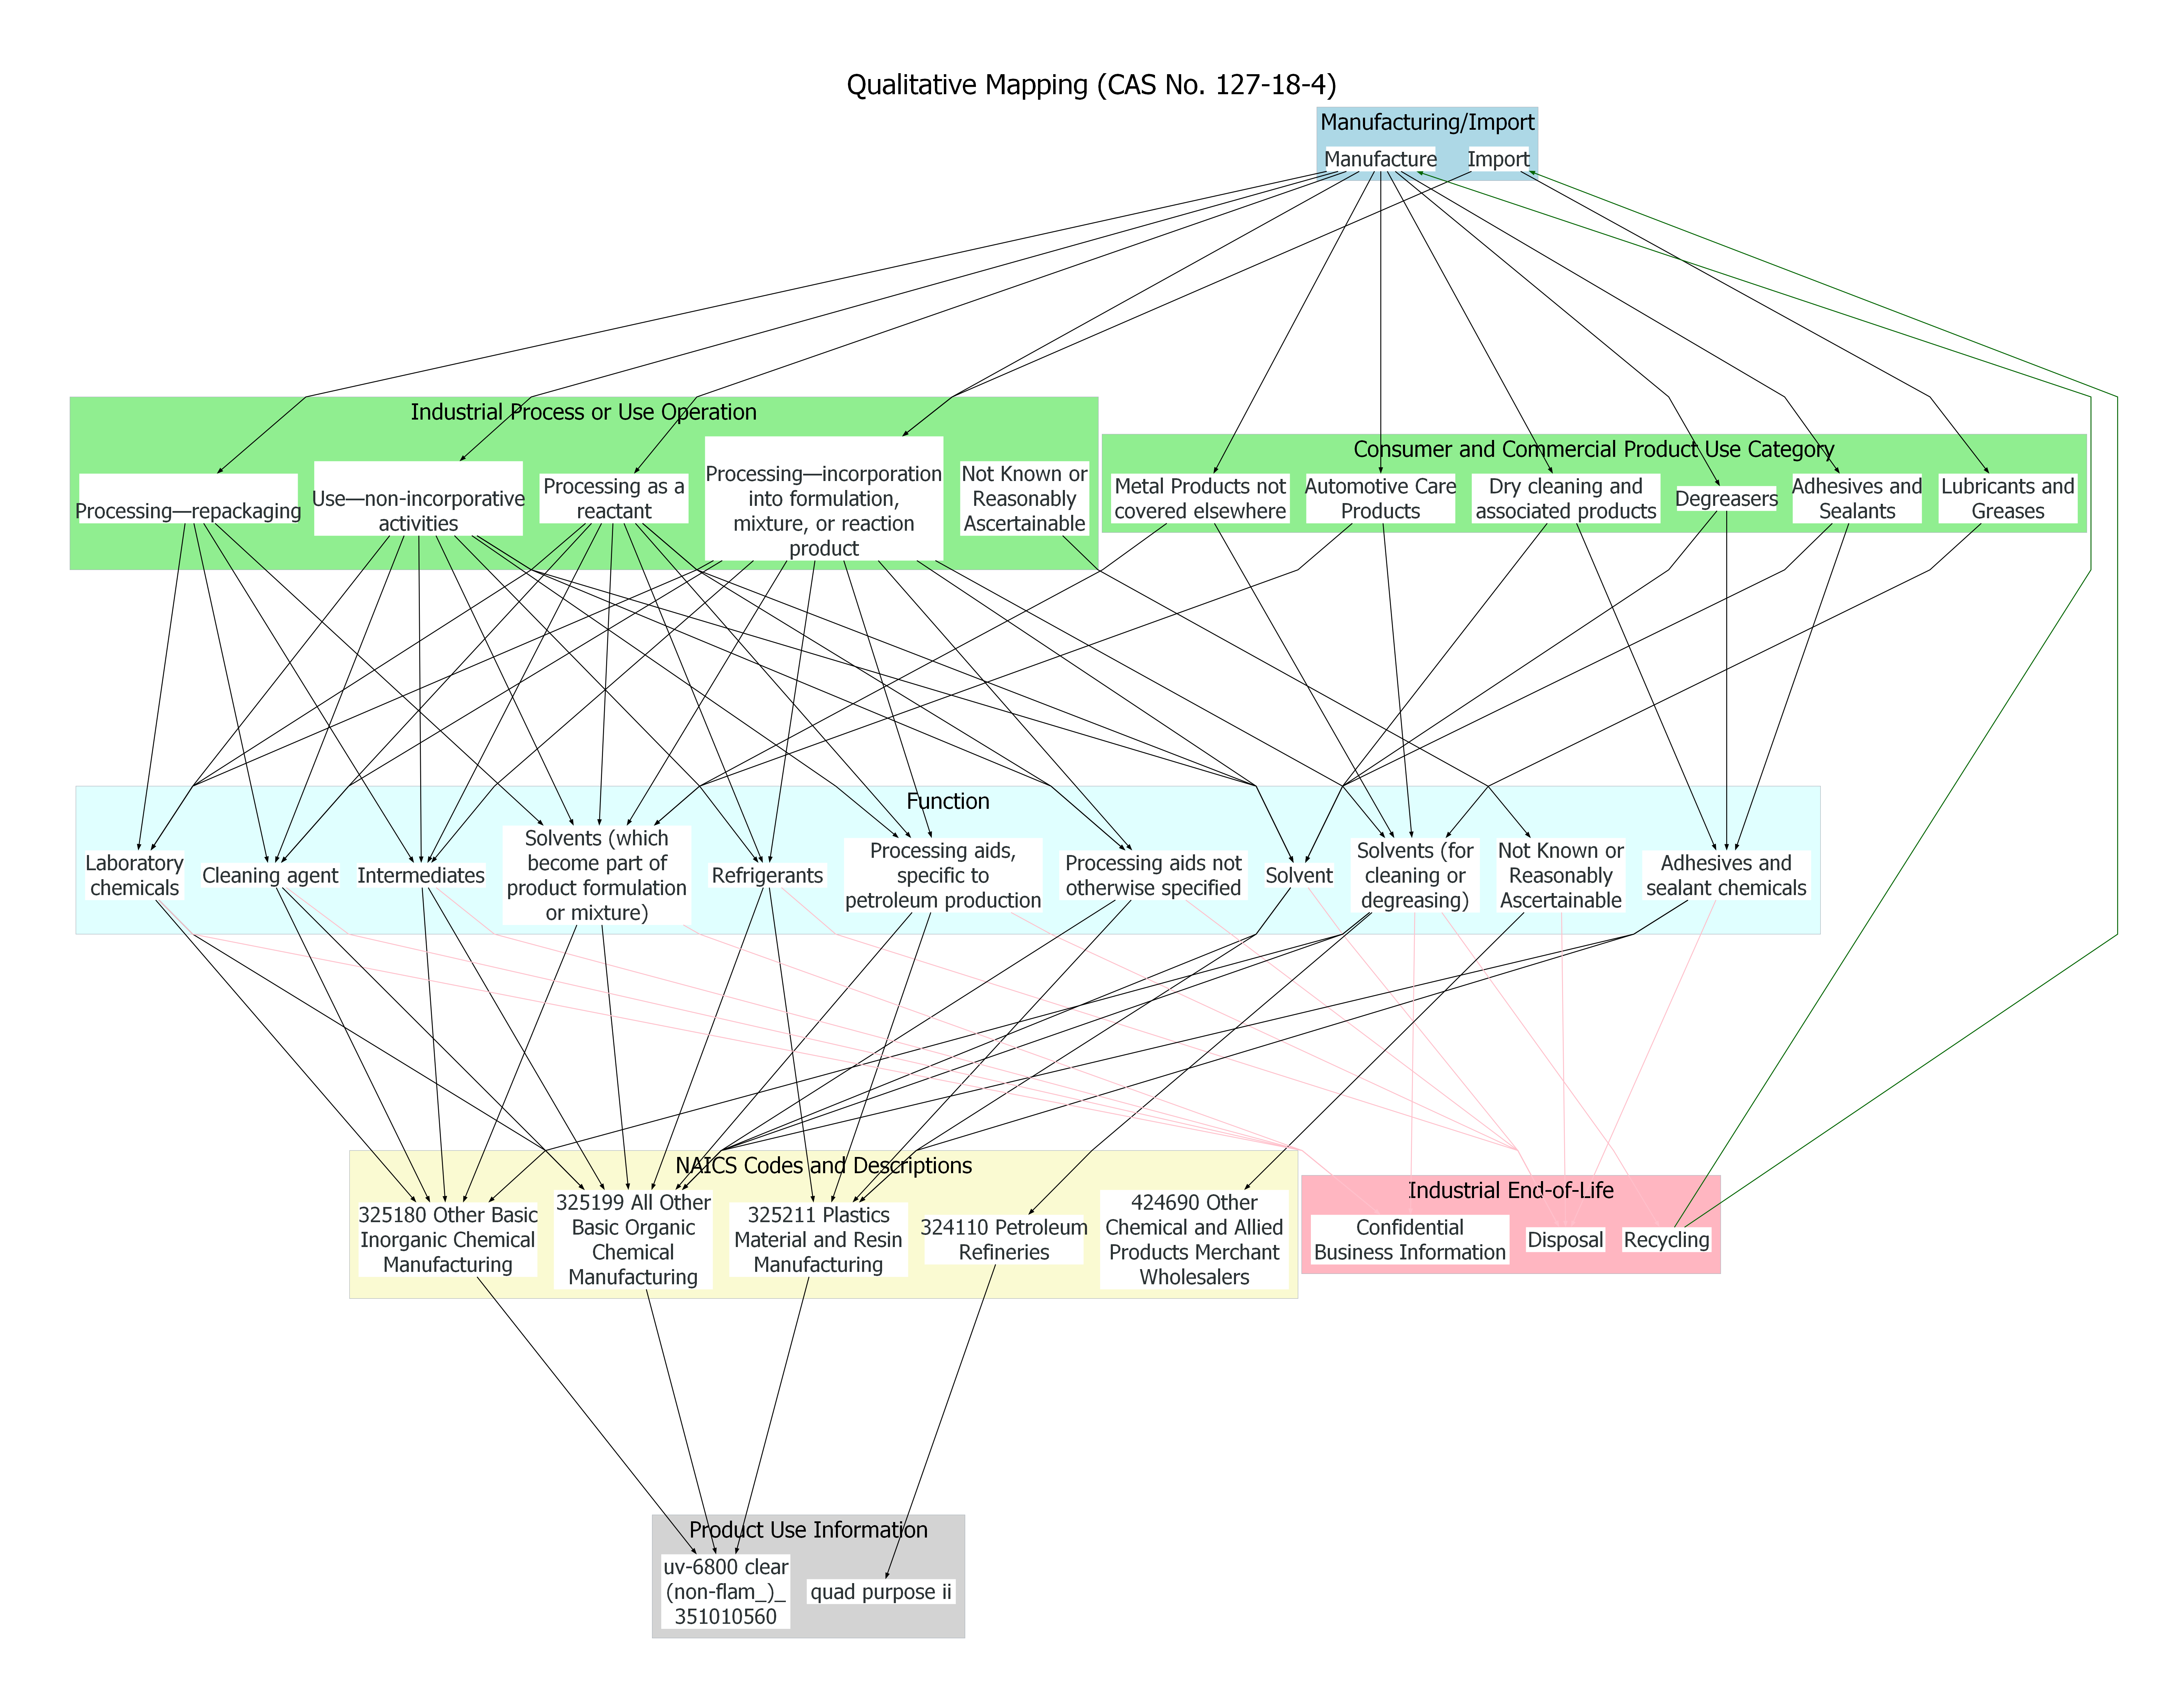 Qualitative Mapping (CAS No. 127-18-4)
Manufacturing/Import
Manufacture
Import
Industrial Process or Use Operation
Processing—repackaging
Use—non-incorporative
activities
Processing as a
reactant
Processing—incorporation
into formulation,
mixture, or reaction
product
Not Known or
Reasonably
Ascertainable
Consumer and Commercial Product Use Category
Metal Products not
covered elsewhere
Automotive Care
Products
Dry cleaning and
associated products
Degreasers
Adhesives and
Sealants
Lubricants and
Greases
Function
Laboratory
chemicals
Cleaning agent
Intermediates
Solvents (which
become part of
product formulation
or mixture)
Refrigerants
Processing aids,
specific to
petroleum production
Processing aids not
otherwise specified
Solvent
Solvents (for
cleaning or
degreasing)
Not Known or
Reasonably
Ascertainable
Adhesives and
sealant chemicals
NAICS Codes and Descriptions
325180 Other Basic
Inorganic Chemical
Manufacturing
325199 All Other
Basic Organic
Chemical
Manufacturing
325211 Plastics
Material and Resin
Manufacturing
324110 Petroleum
Refineries
424690 Other
Chemical and Allied
Products Merchant
Wholesalers
Industrial End-of-Life
Confidential
Business Information
Disposal
Recycling
Product Use Information
uv-6800 clear
(non-flam_)_
351010560
quad purpose ii